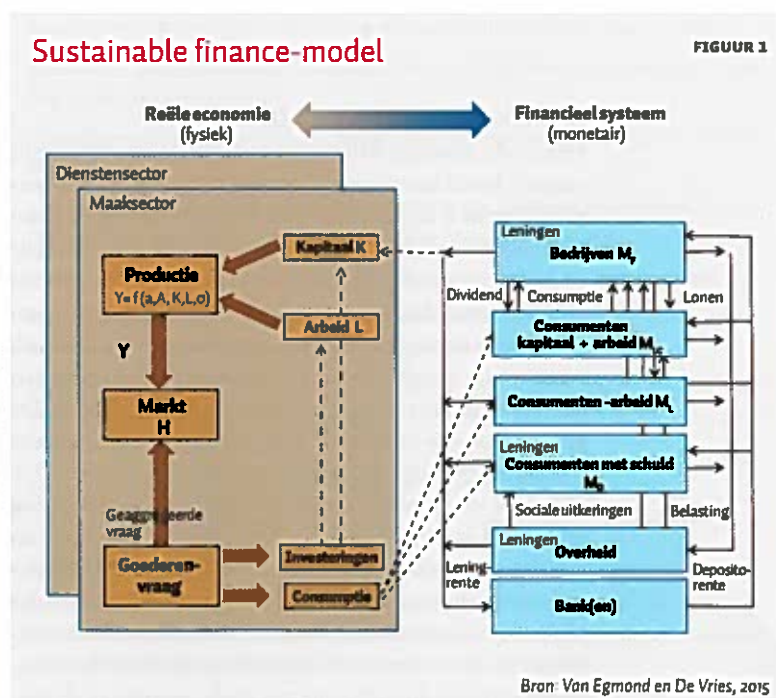 Sustainable finance-model
FIGUUR 1
Reële economie
(fysiek)
Financieel systeem
(monetair)
Dienstensector
Maaksector
Kapitaal K
Productie
Y=f(a,A,K,L,σ)
Arbeid L
Y
Markt
H
Geaggregeerde
vraag
Goederen-
vraag
Investeringen
Consumptie
Leningen
Bedrijven M
Dividend
Consumptie
Lonen
Consumenten
kapitaal + arbeid M
Consumenten -arbeid M
Leningen
Consumenten met schuld
M
Sociale uitkeringen
Belasting
Leningen
Overheid
Lening-
rente
Deposito-
rente
Bank(en)
Bron: Van Egmond en De Vries, 2015